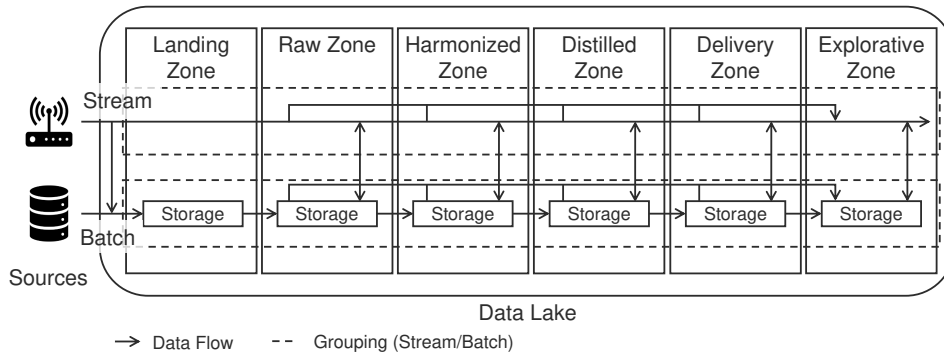 Landing
Zone
Raw Zone
Harmonized
Zone
Distilled
Zone
Delivery
Zone
Explorative
Zone
Stream
Storage
Storage
Storage
Storage
Storage
Storage
Batch
Sources
Data Lake
Data Flow
Grouping (Stream/Batch)